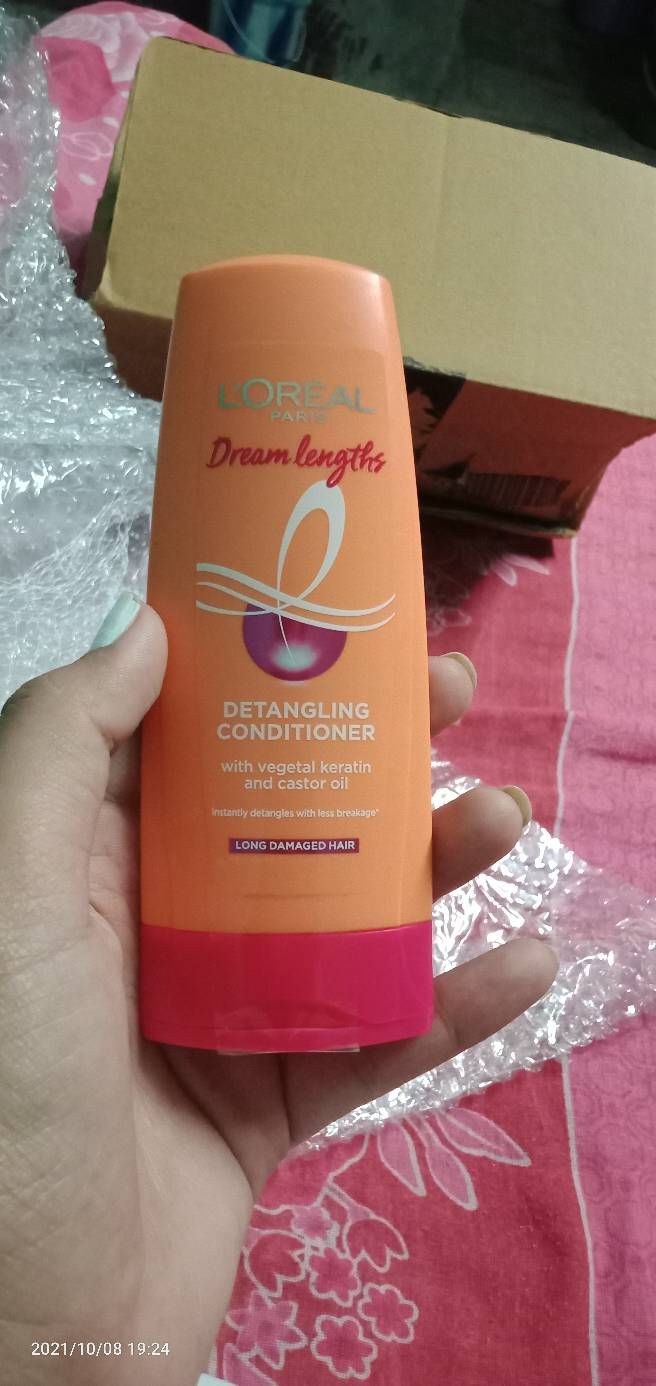 L'ORÉAL
PARIS
Dream lengths
DETANGLING
CONDITIONER
with vegetal keratin
and castor oil
instantly detangles with less breakage*
LONG DAMAGED HAIR
2021/10/08 19:24